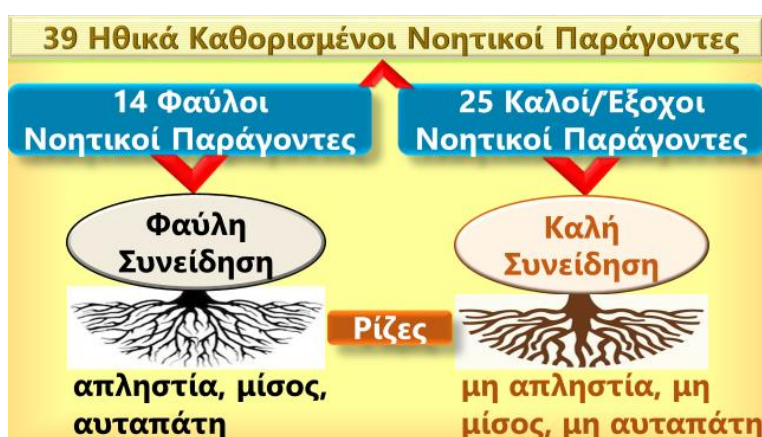 39 Ηθικά Καθορισμένοι Νοητικοί Παράγοντες
14 Φαύλοι
Νοητικοί Παράγοντες
25 Καλοί/Έξοχοι
Νοητικοί Παράγοντες
Φαύλη
Συνείδηση
Καλή
Συνείδηση
Ρίζες
απληστία, μίσος,
αυταπάτη
μη απληστία, μη
μίσος, μη αυταπάτη